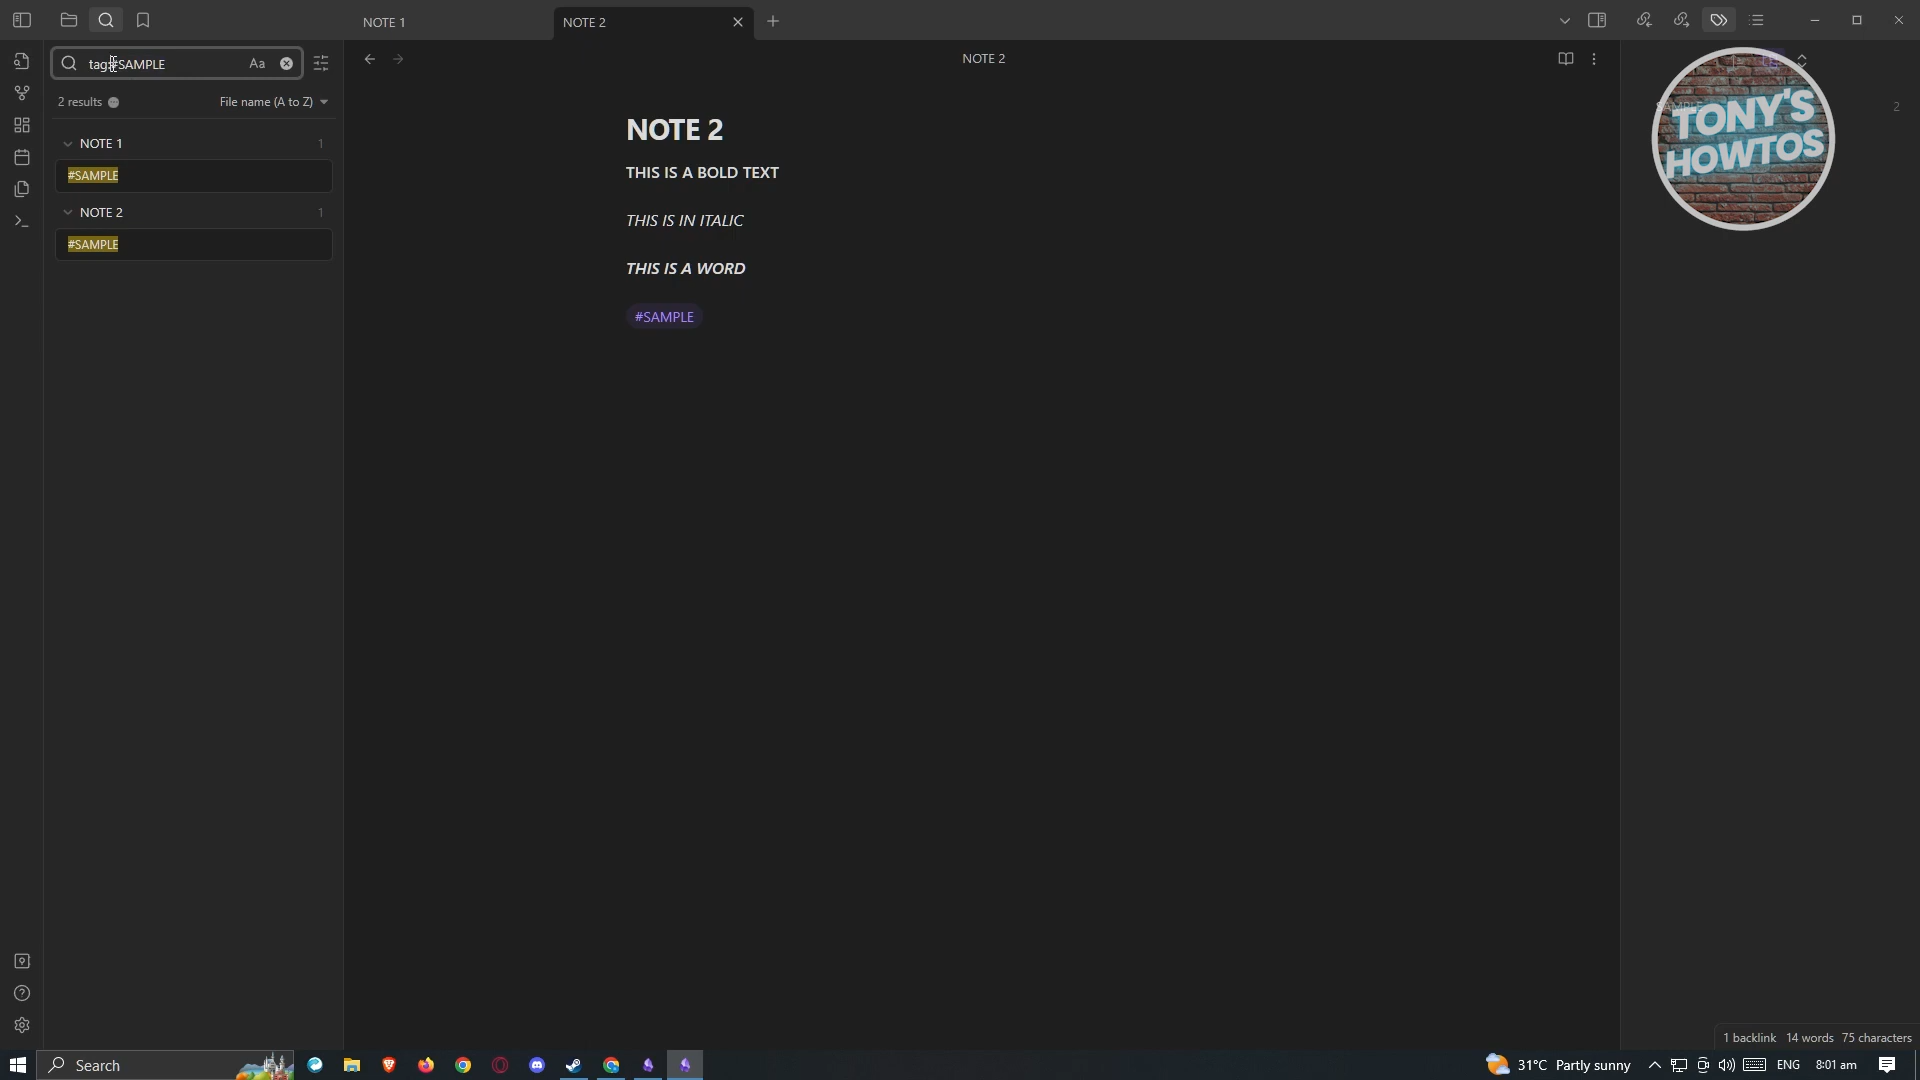 NOTE 1
NOTE 2
tag:#SAMPLE
Aa
2 results
File name (A to Z)
NOTE 1
1
#SAMPLE
NOTE 2
1
#SAMPLE
NOTE 2
NOTE 2
THIS IS A BOLD TEXT
THIS IS IN ITALIC
THIS IS A WORD
#SAMPLE
SAMPLE
2
TONY'S
HOWTOS
1 backlink 14 words 75 characters
Search
31°C Partly sunny
ENG
8:01 am